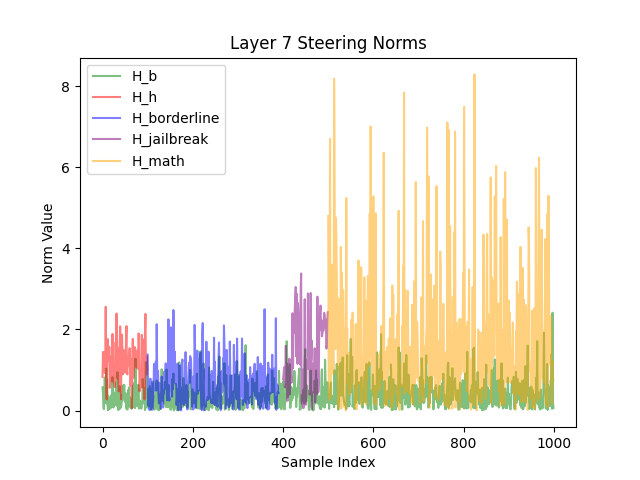 Layer 7 Steering Norms
H_b
H_h
H_borderline
H_jailbreak
H_math
Norm Value
8
6
4
2
0
0 200 400 600 800 1000
Sample Index